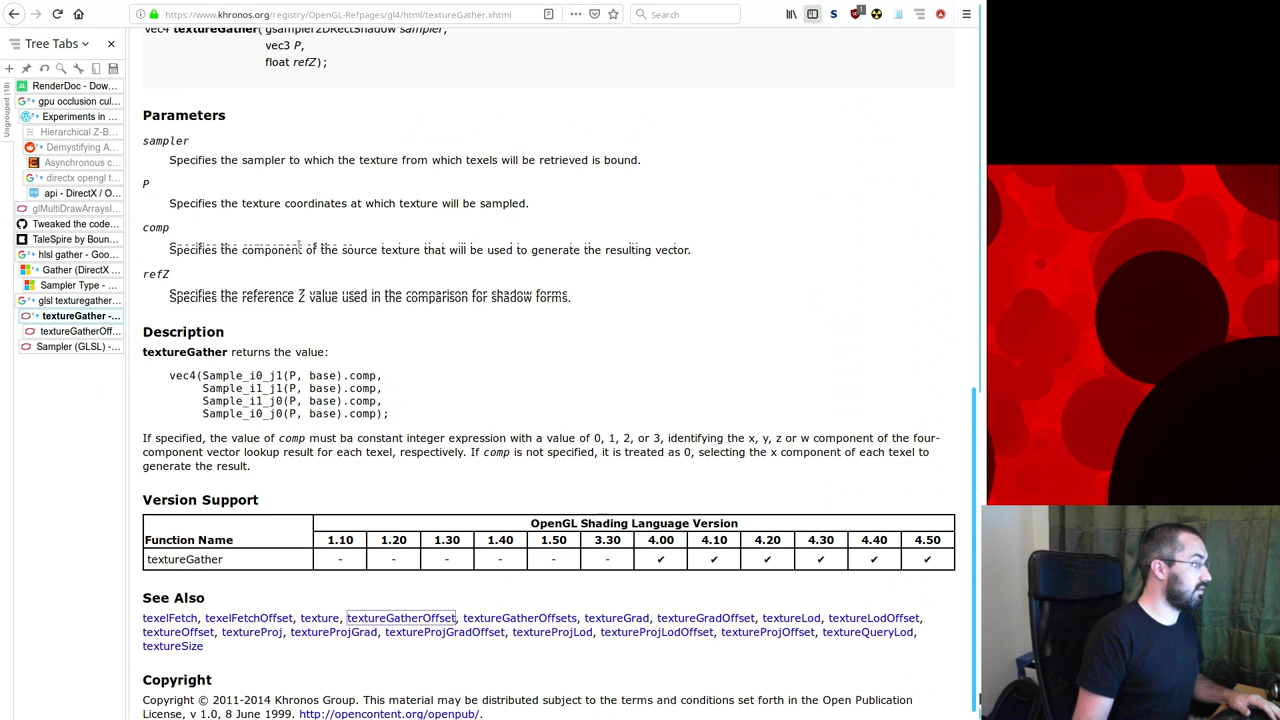 https://www.khronos.org/registry/OpenGL-Refpages/gl4/html/textureGather.xhtml
Search
S
1
Tree Tabs
Ungrouped (18)
RenderDoc - Dow...
gpu occlusion cul...
Experiments in ...
Hierarchical Z-B...
Demystifying A...
Asynchronous c...
directx opengl t...
api - DirectX / O...
glMultiDrawArraysI...
Tweaked the code...
TaleSpire by Boun...
hlsl gather - Goo...
Gather (DirectX ...
Sampler Type - ...
glsl texturegather...
textureGather -...
textureGatherOff...
Sampler (GLSL) -...
vec4 textureGather( gsampler2DRectShadow sampler,
vec3 P,
float refZ);
Parameters
sampler
Specifies the sampler to which the texture from which texels will be retrieved is bound.
P
Specifies the texture coordinates at which texture will be sampled.
comp
Specifies the component of the source texture that will be used to generate the resulting vector.
refZ
Specifies the reference Z value used in the comparison for shadow forms.
Description
textureGather returns the value:
vec4(Sample_i0_j1(P, base).comp,
Sample_i1_j1(P, base).comp,
Sample_i1_j0(P, base).comp,
Sample_i0_j0(P, base).comp);
If specified, the value of comp must ba constant integer expression with a value of 0, 1, 2, or 3, identifying the x, y, z or w component of the four-
component vector lookup result for each texel, respectively. If comp is not specified, it is treated as 0, selecting the x component of each texel to
generate the result.
Version Support
OpenGL Shading Language Version
Function Name 1.10 1.20 1.30 1.40 1.50 3.30 4.00 4.10 4.20 4.30 4.40 4.50
textureGather - - - - - - ✔ ✔ ✔ ✔ ✔ ✔
See Also
texelFetch, texelFetchOffset, texture, textureGatherOffset, textureGatherOffsets, textureGrad, textureGradOffset, textureLod, textureLodOffset,
textureOffset, textureProj, textureProjGrad, textureProjGradOffset, textureProjLod, textureProjLodOffset, textureProjOffset, textureQueryLod,
textureSize
Copyright
Copyright © 2011-2014 Khronos Group. This material may be distributed subject to the terms and conditions set forth in the Open Publication
License, v 1.0, 8 June 1999. http://opencontent.org/openpub/.